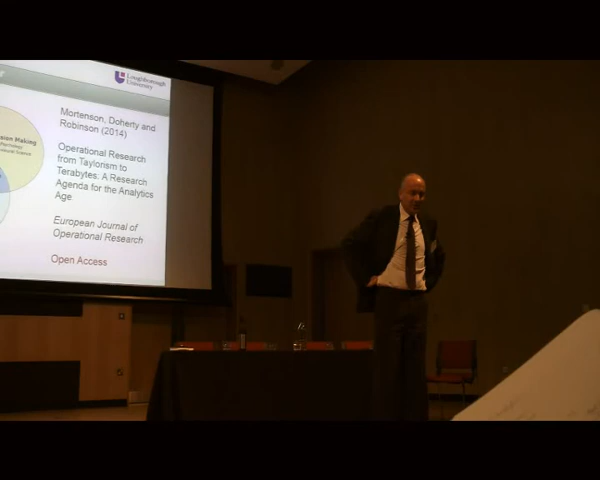 Loughborough
University
Mortenson, Doherty and
Robinson (2014)
Operational Research
from Taylorism to
Terabytes: A Research
Agenda for the Analytics
Age
European Journal of
Operational Research
Open Access
sion Making